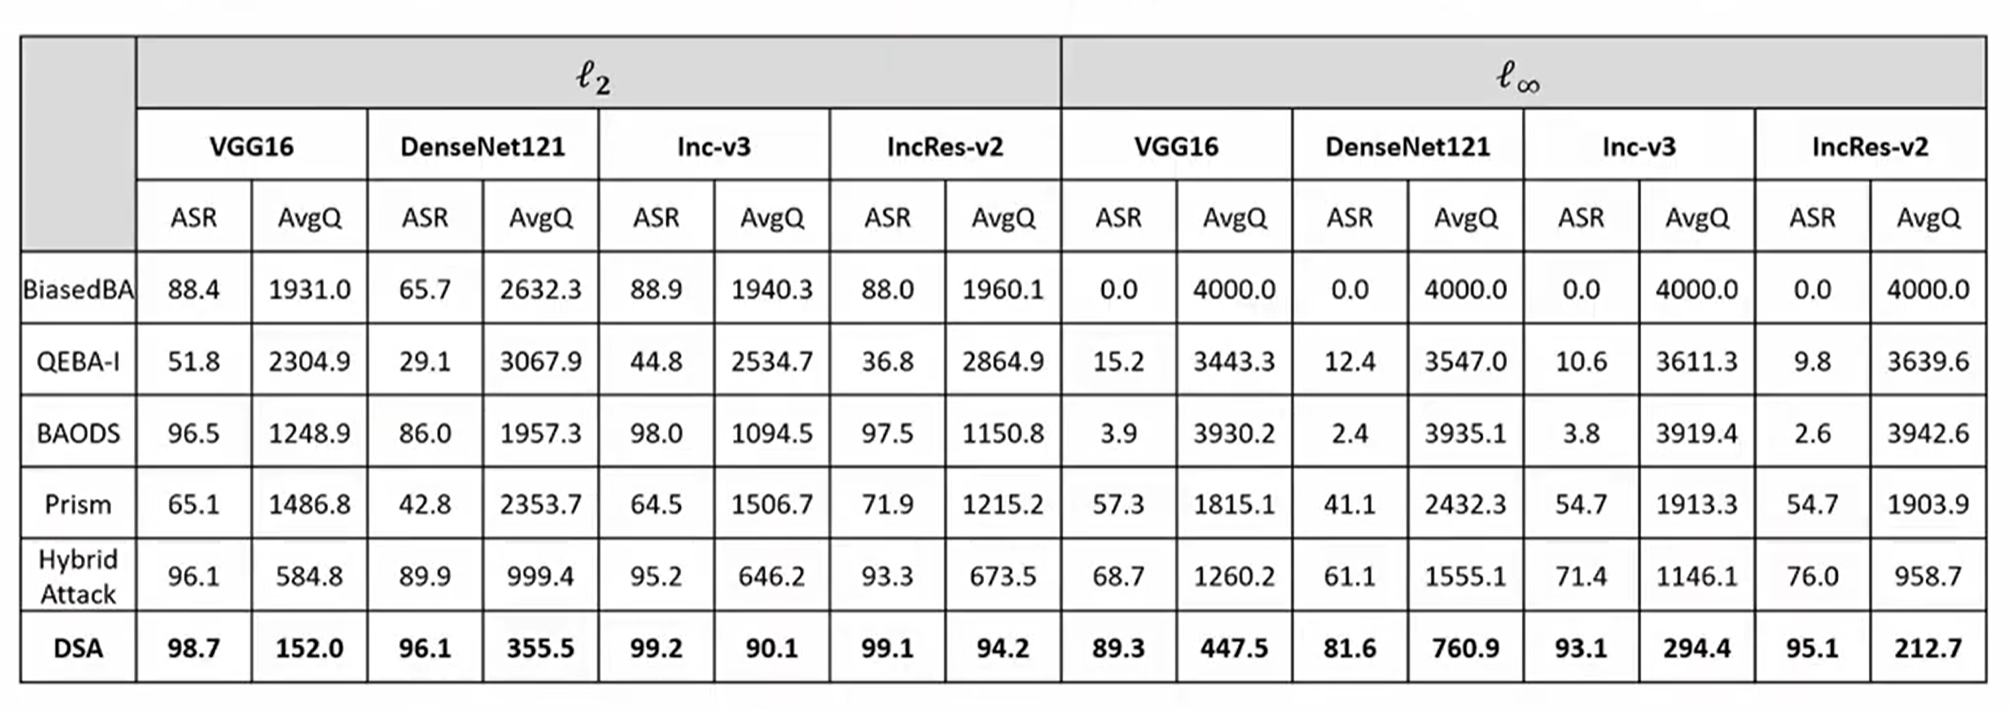 ℓ2 ℓ∞
VGG16 DenseNet121 Inc-v3 IncRes-v2 VGG16 DenseNet121 Inc-v3 IncRes-v2
ASR AvgQ ASR AvgQ ASR AvgQ ASR AvgQ ASR AvgQ ASR AvgQ ASR AvgQ ASR AvgQ
BiasedBA 88.4 1931.0 65.7 2632.3 88.9 1940.3 88.0 1960.1 0.0 4000.0 0.0 4000.0 0.0 4000.0 0.0 4000.0
QEBA-I 51.8 2304.9 29.1 3067.9 44.8 2534.7 36.8 2864.9 15.2 3443.3 12.4 3547.0 10.6 3611.3 9.8 3639.6
BAODS 96.5 1248.9 86.0 1957.3 98.0 1094.5 97.5 1150.8 3.9 3930.2 2.4 3935.1 3.8 3919.4 2.6 3942.6
Prism 65.1 1486.8 42.8 2353.7 64.5 1506.7 71.9 1215.2 57.3 1815.1 41.1 2432.3 54.7 1913.3 54.7 1903.9
Hybrid
Attack 96.1 584.8 89.9 999.4 95.2 646.2 93.3 673.5 68.7 1260.2 61.1 1555.1 71.4 1146.1 76.0 958.7
DSA 98.7 152.0 96.1 355.5 99.2 90.1 99.1 94.2 89.3 447.5 81.6 760.9 93.1 294.4 95.1 212.7